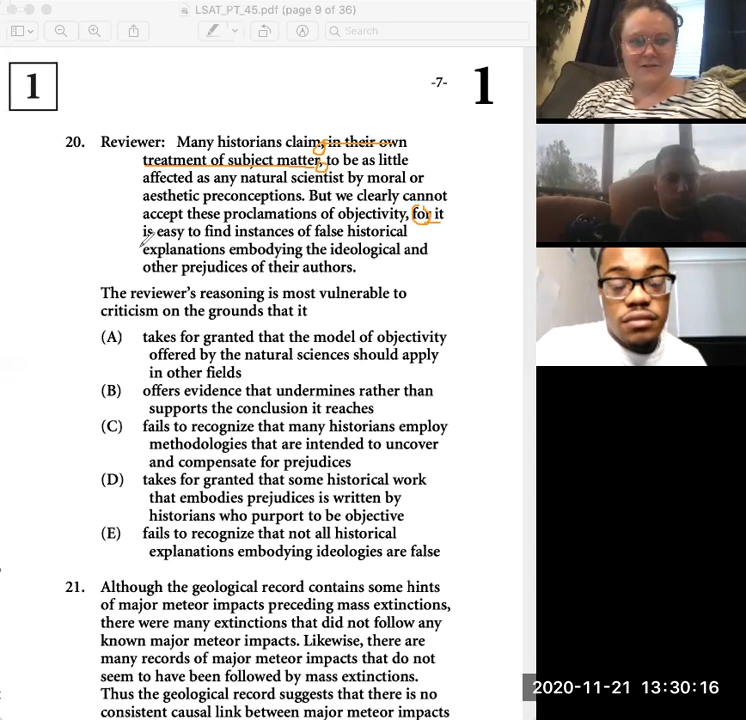 LSAT_PT_45.pdf (page 9 of 36)
Search
1
-7-
1
20. Reviewer: Many historians claim, in their own
treatment of subject matter, to be as little
affected as any natural scientist by moral or
aesthetic preconceptions. But we clearly cannot
accept these proclamations of objectivity, for it
is easy to find instances of false historical
explanations embodying the ideological and
other prejudices of their authors.
The reviewer's reasoning is most vulnerable to
criticism on the grounds that it
(A) takes for granted that the model of objectivity
offered by the natural sciences should apply
in other fields
(B) offers evidence that undermines rather than
supports the conclusion it reaches
(C) fails to recognize that many historians employ
methodologies that are intended to uncover
and compensate for prejudices
(D) takes for granted that some historical work
that embodies prejudices is written by
historians who purport to be objective
(E) fails to recognize that not all historical
explanations embodying ideologies are false
21. Although the geological record contains some hints
of major meteor impacts preceding mass extinctions,
there were many extinctions that did not follow any
known major meteor impacts. Likewise, there are
many records of major meteor impacts that do not
seem to have been followed by mass extinctions.
Thus the geological record suggests that there is no
consistent causal link between major meteor impacts
2020-11-21 13:30:16